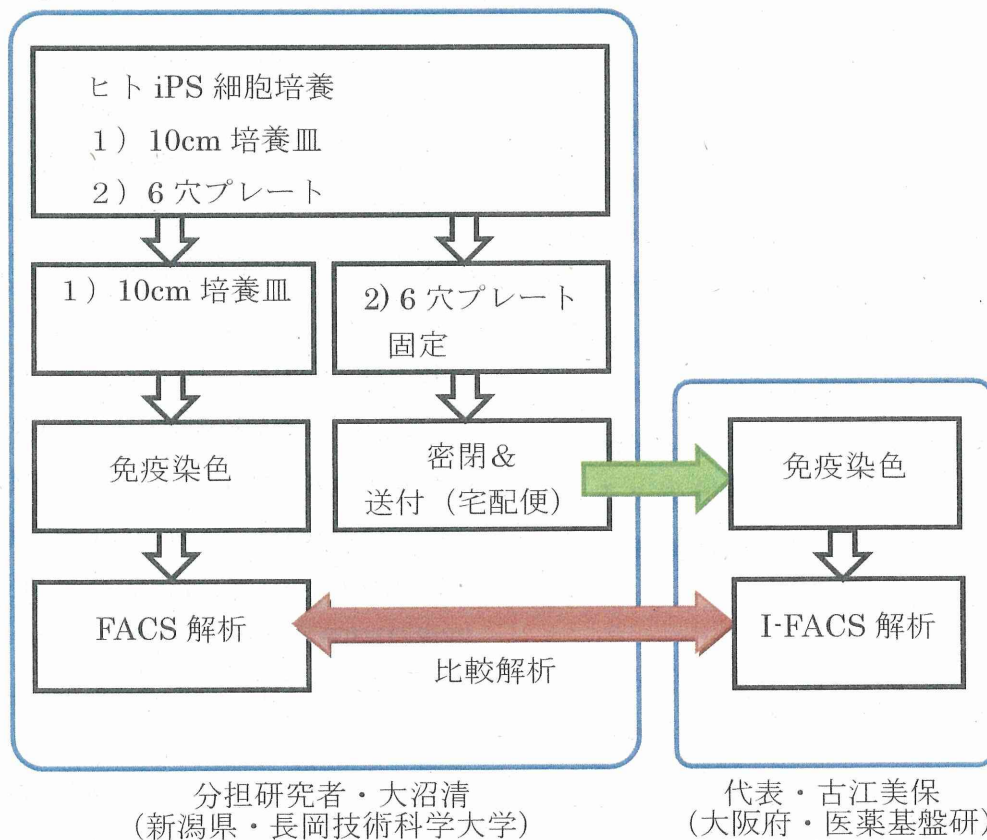 ヒト iPS 細胞培養
1）10cm 培養皿
2）6 穴プレート
1）10cm 培養皿
2) 6 穴プレート
固定
免疫染色
密閉&
送付（宅配便）
免疫染色
FACS 解析
比較解析
I-FACS 解析
分担研究者・大沼清
（新潟県・長岡技術科学大学）
代表・古江美保
（大阪府・医薬基盤研）